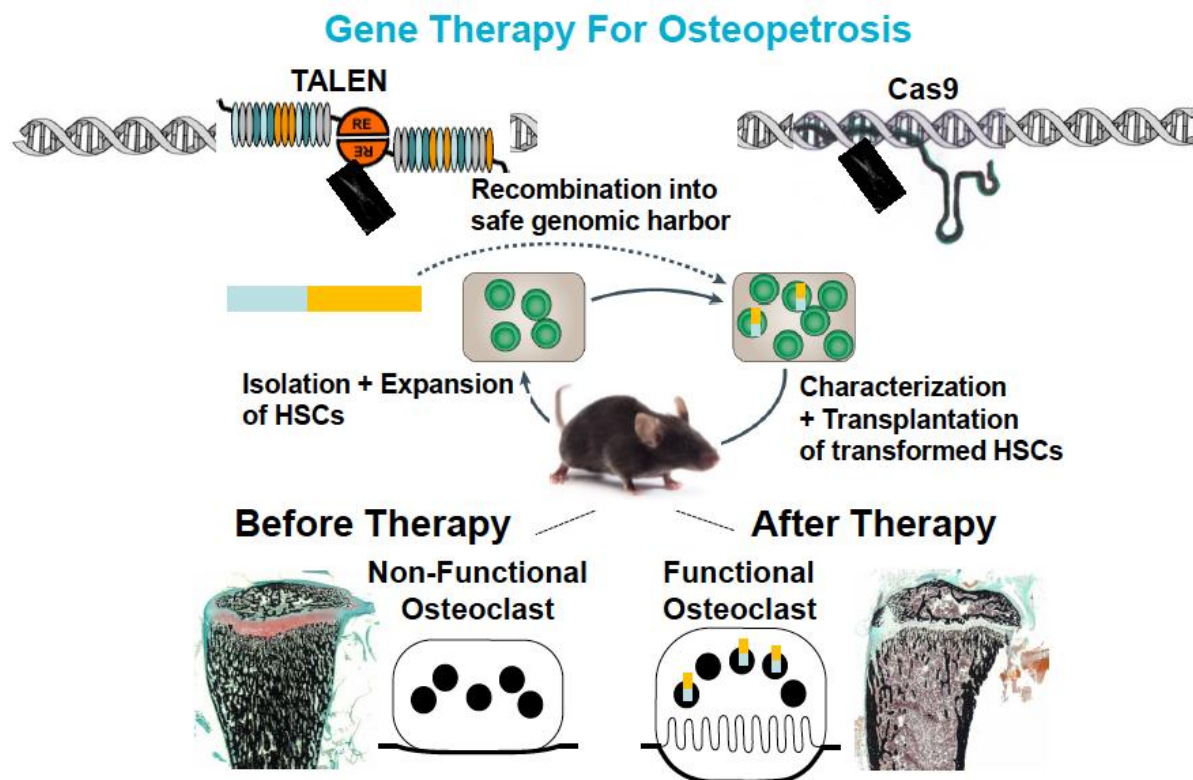 Gene Therapy For Osteopetrosis
TALEN
Cas9
RE
RE
Recombination into
safe genomic harbor
Isolation + Expansion
of HSCs
Characterization
+ Transplantation
of transformed HSCs
Before Therapy
After Therapy
Non-Functional
Osteoclast
Functional
Osteoclast